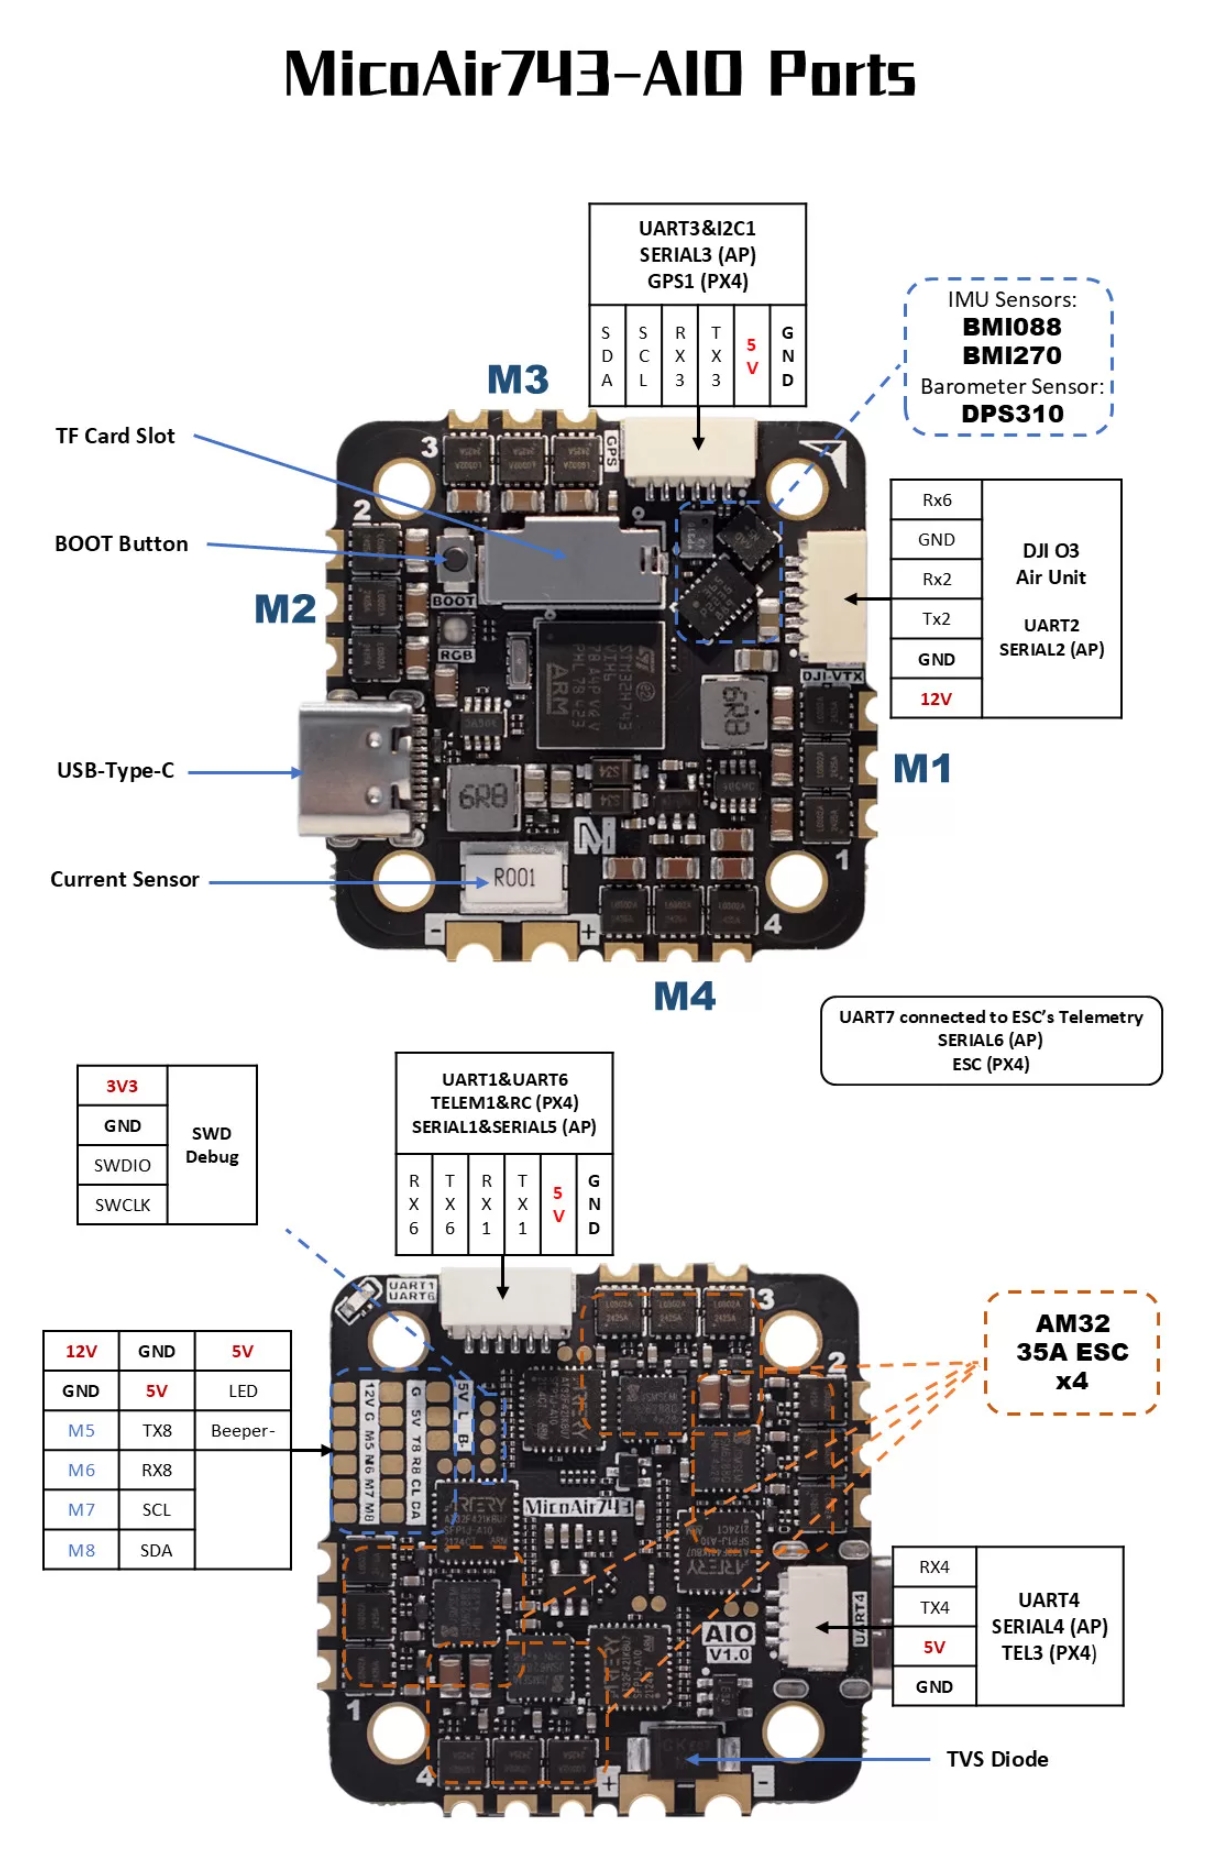 MicoAir743-AIO Ports
UART3&I2C1
SERIAL3 (AP)
GPS1 (PX4)
SDA
SCL
RX3
TX3
5V
GND
IMU Sensors:
BMI088
BMI270
Barometer Sensor:
DPS310
M3
TF Card Slot
BOOT Button
M2
USB-Type-C
Current Sensor
3
GPS
2
BOOT
RGB
STM32H743
ARM
6R8
6R8
S34
S34
R001
DJI-VTX
1
4
-
+
Rx6
GND
Rx2
Tx2
GND
12V
DJI O3
Air Unit
UART2
SERIAL2 (AP)
M1
M4
UART7 connected to ESC's Telemetry
SERIAL6 (AP)
ESC (PX4)
3V3
GND
SWDIO
SWCLK
SWD
Debug
UART1&UART6
TELEM1&RC (PX4)
SERIAL1&SERIAL5 (AP)
RX6
TX6
RX1
TX1
5V
GND
12V GND 5V
GND 5V LED
M5 TX8 Beeper-
M6 RX8
M7 SCL
M8 SDA
UART1
UART6
3
2
12V G M5 M6 M7 M8
G 5V T8 R8 CL DA
5V L B-
ARTERY
MicoAir743
AIO
V1.0
UART4
1
4
+
-
AM32
35A ESC
x4
RX4
TX4
5V
GND
UART4
SERIAL4 (AP)
TEL3 (PX4)
TVS Diode